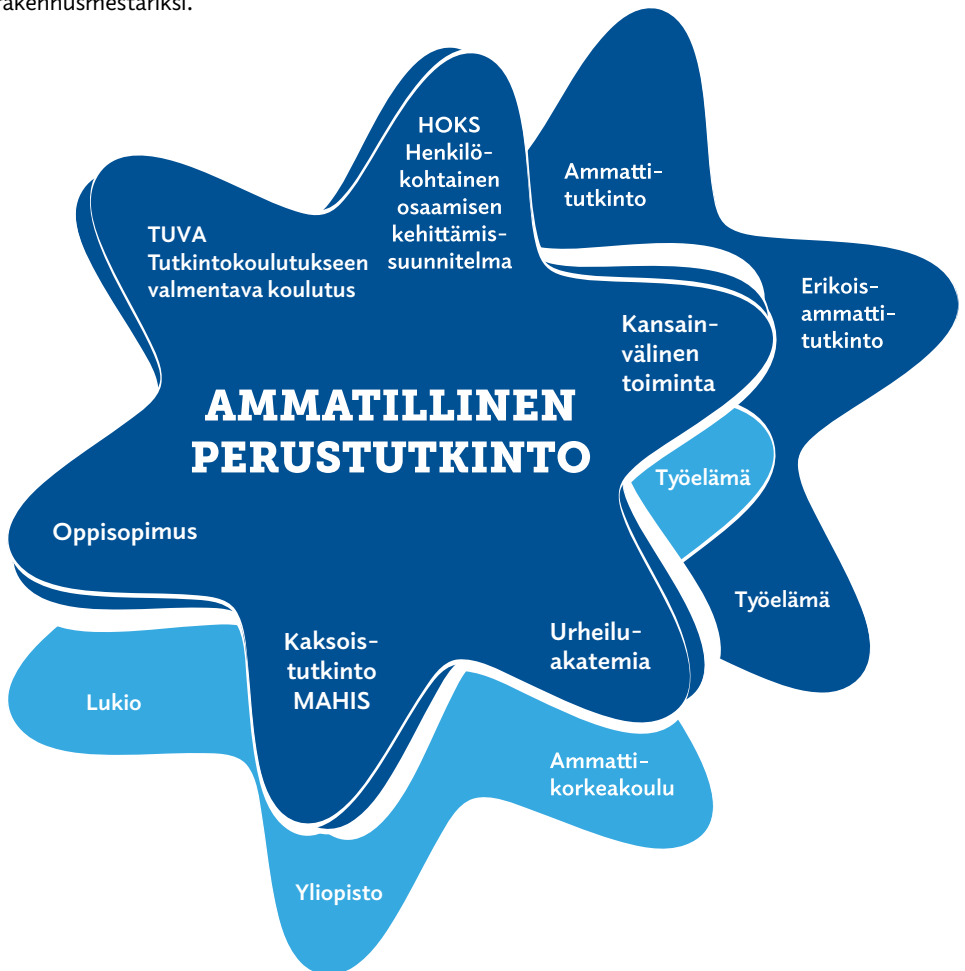 rakennusmestariksi.
HOKS
Henkilö-
kohtainen
osaamisen
kehittämis-
suunnitelma
Ammatti-
tutkinto
TUVA
Tutkintokoulutukseen
valmentava koulutus
Erikois-
ammatti-
tutkinto
Kansain-
välinen
toiminta
AMMATILLINEN
PERUSTUTKINTO
Työelämä
Oppisopimus
Työelämä
Kaksois-
tutkinto
MAHIS
Urheilu-
akatemia
Lukio
Ammatti-
korkeakoulu
Yliopisto